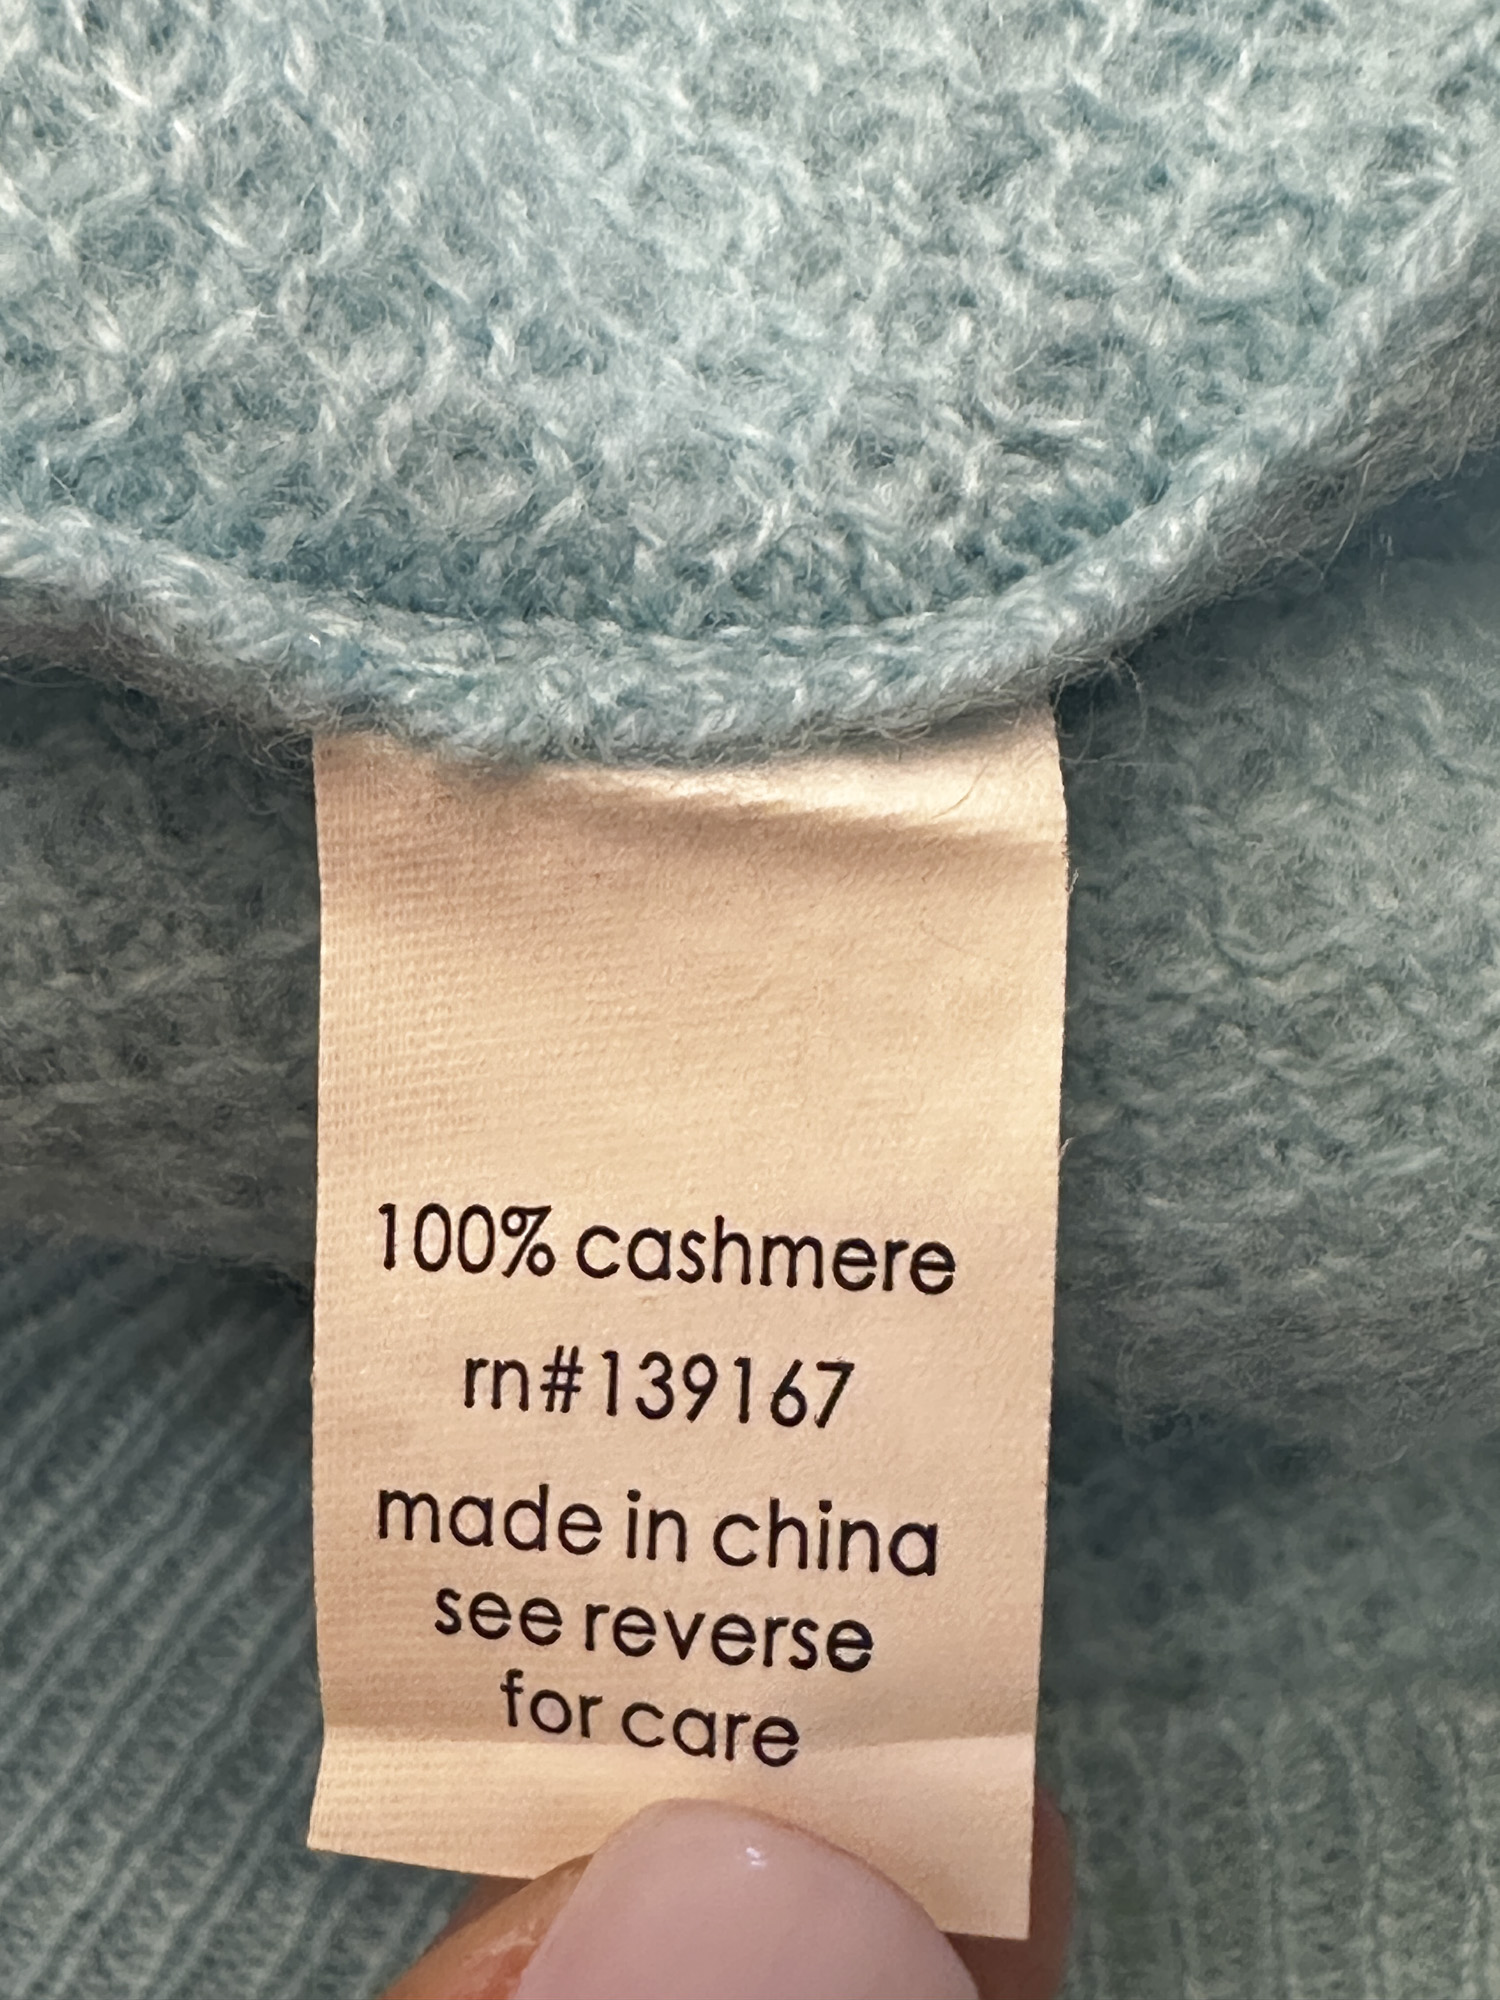 100% cashmere
rn#139167
made in china
see reverse
for care